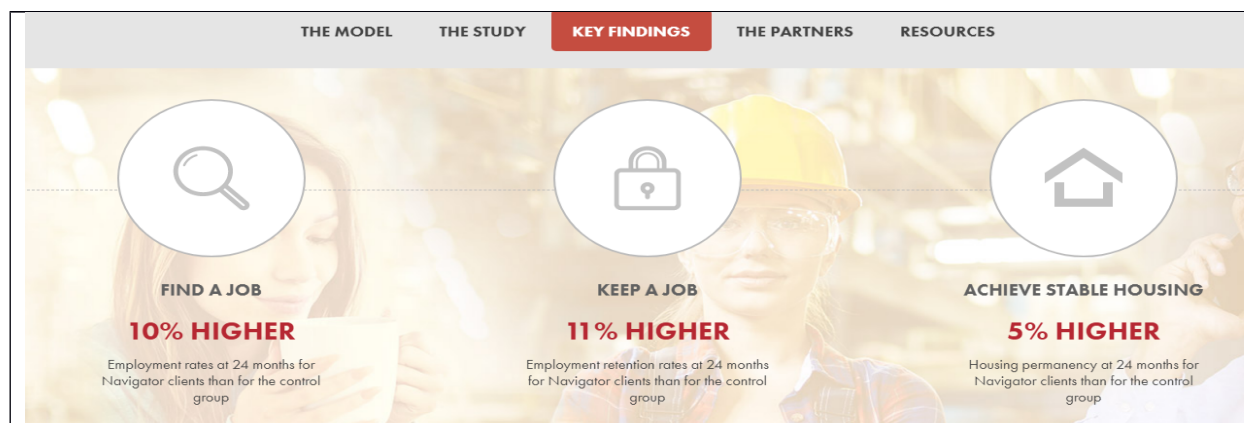 THE MODEL THE STUDY KEY FINDINGS THE PARTNERS RESOURCES
FIND A JOB
10% HIGHER
Employment rates at 24 months for
Navigator clients than for the control
group
KEEP A JOB
11% HIGHER
Employment retention rates at 24 months
for Navigator clients than for the control
group
ACHIEVE STABLE HOUSING
5% HIGHER
Housing permanency at 24 months for
Navigator clients than for the control
group